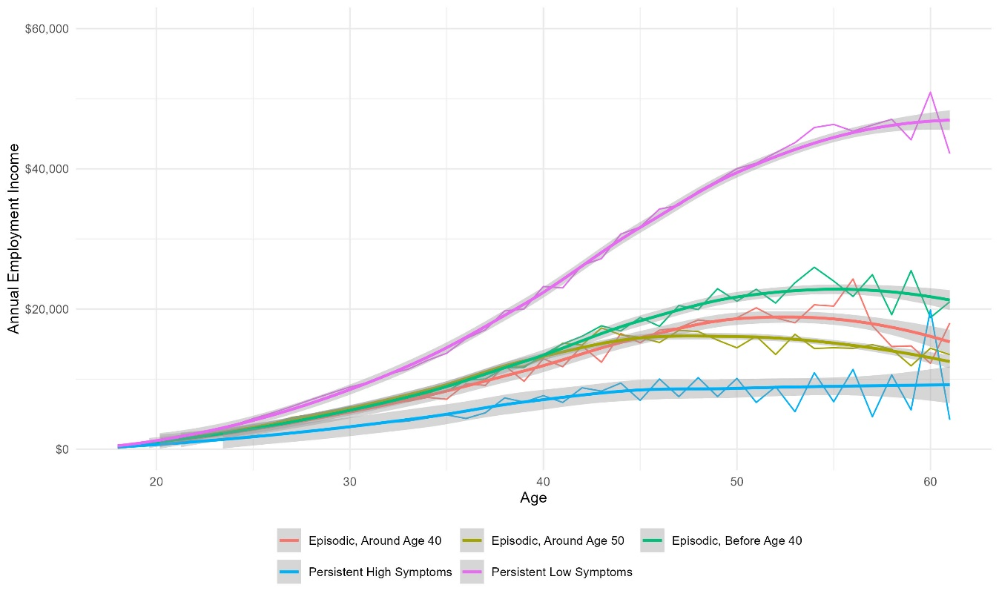 $60,000
$40,000
$20,000
$0
Annual Employment Income
20 30 40 50 60
Age
Episodic, Around Age 40 Episodic, Around Age 50 Episodic, Before Age 40
Persistent High Symptoms Persistent Low Symptoms